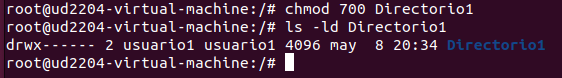 root@ud2204-virtual-machine:/# chmod 700 Directorio1
root@ud2204-virtual-machine:/# ls -ld Directorio1
drwx------ 2 usuario1 usuario1 4096 may  8 20:34 Directorio1
root@ud2204-virtual-machine:/#